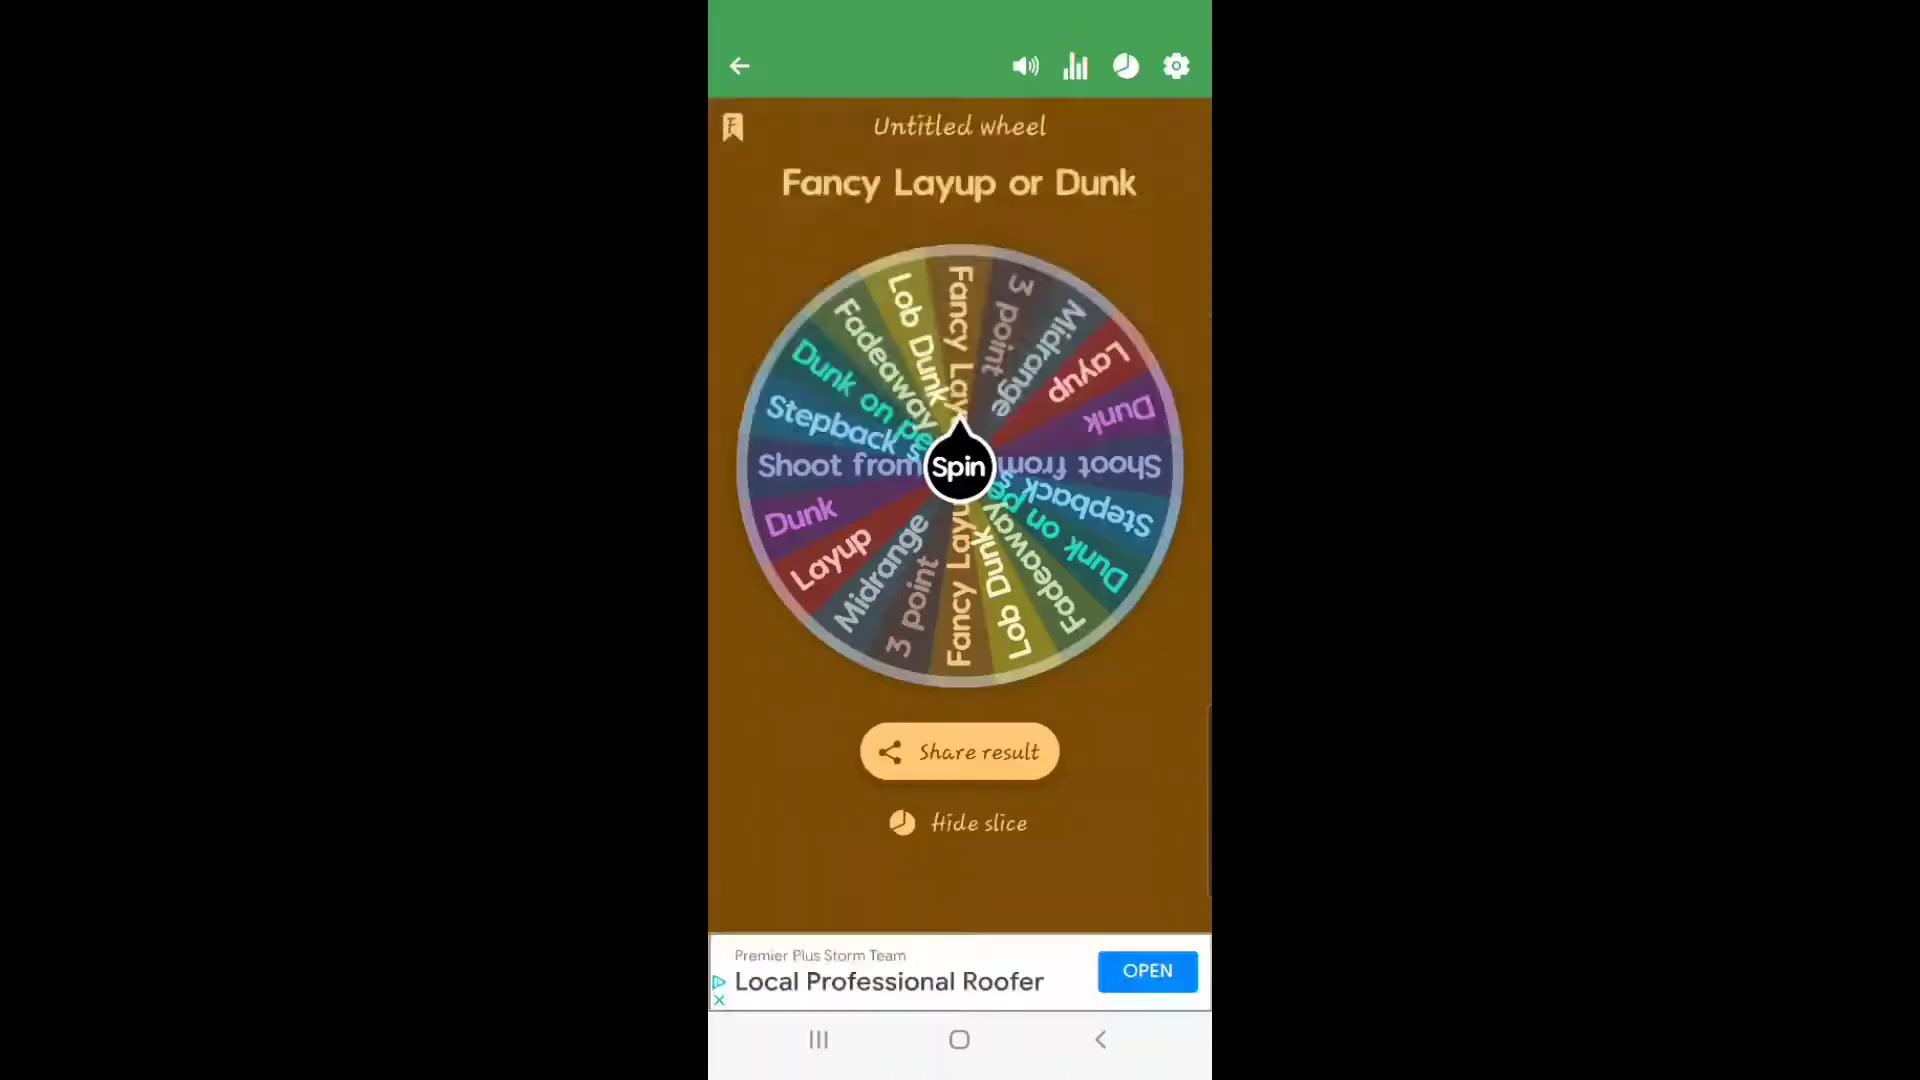 Untitled wheel
Fancy Layup or Dunk
Fancy Lay
3 point
Midrange
Layup
Dunk
Shoot from
Stepback s
Dunk on pe
Fadeaway
Lob Dunk
Fancy Layu
3 point
Midrange
Layup
Dunk
Shoot from
Stepback s
Dunk on pe
Fadeaway
Lob Dunk
Spin
Share result
Hide slice
Premier Plus Storm Team
Local Professional Roofer
OPEN